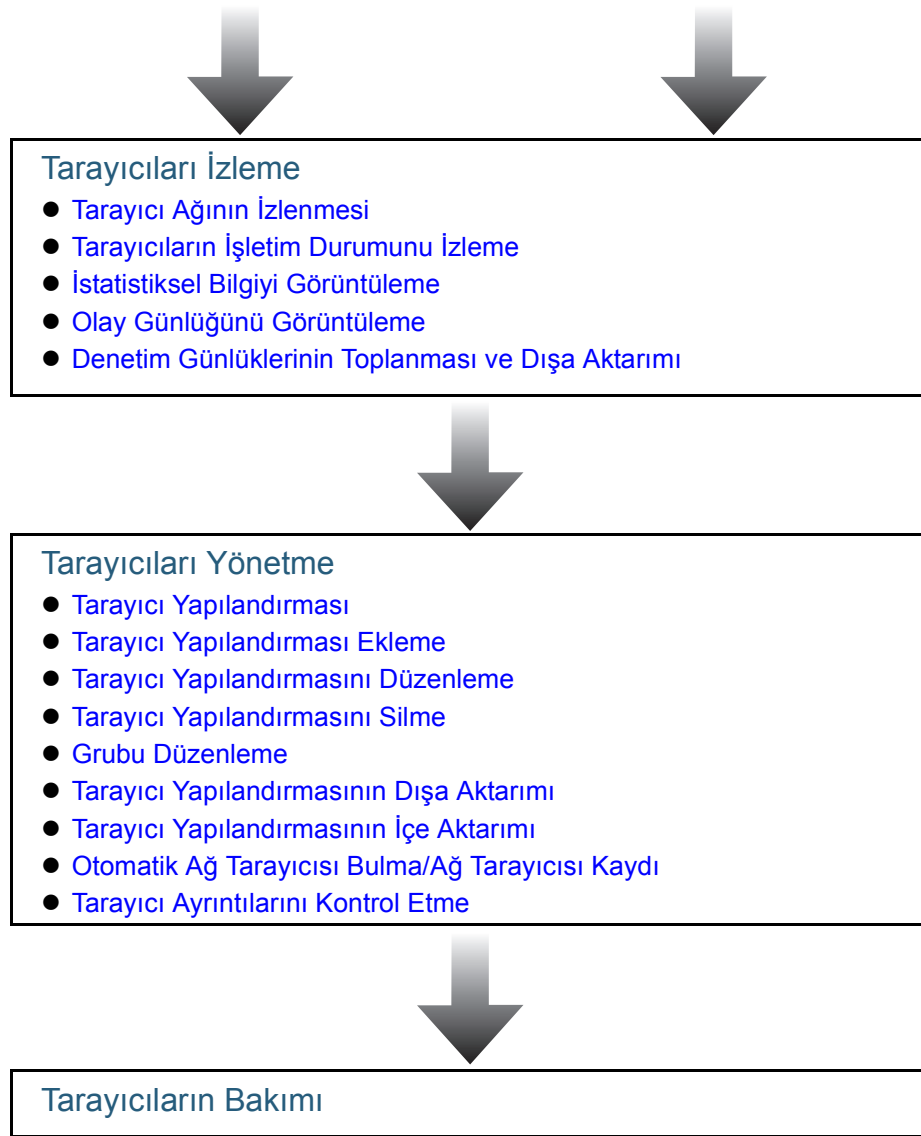 Tarayıcıları İzleme
● Tarayıcı Ağının İzlenmesi
● Tarayıcıların İşletim Durumunu İzleme
● İstatistiksel Bilgiyi Görüntüleme
● Olay Günlüğünü Görüntüleme
● Denetim Günlüklerinin Toplanması ve Dışa Aktarımı
Tarayıcıları Yönetme
● Tarayıcı Yapılandırması
● Tarayıcı Yapılandırması Ekleme
● Tarayıcı Yapılandırmasını Düzenleme
● Tarayıcı Yapılandırmasını Silme
● Grubu Düzenleme
● Tarayıcı Yapılandırmasının Dışa Aktarımı
● Tarayıcı Yapılandırmasının İçe Aktarımı
● Otomatik Ağ Tarayıcısı Bulma/Ağ Tarayıcısı Kaydı
● Tarayıcı Ayrıntılarını Kontrol Etme
Tarayıcıların Bakımı